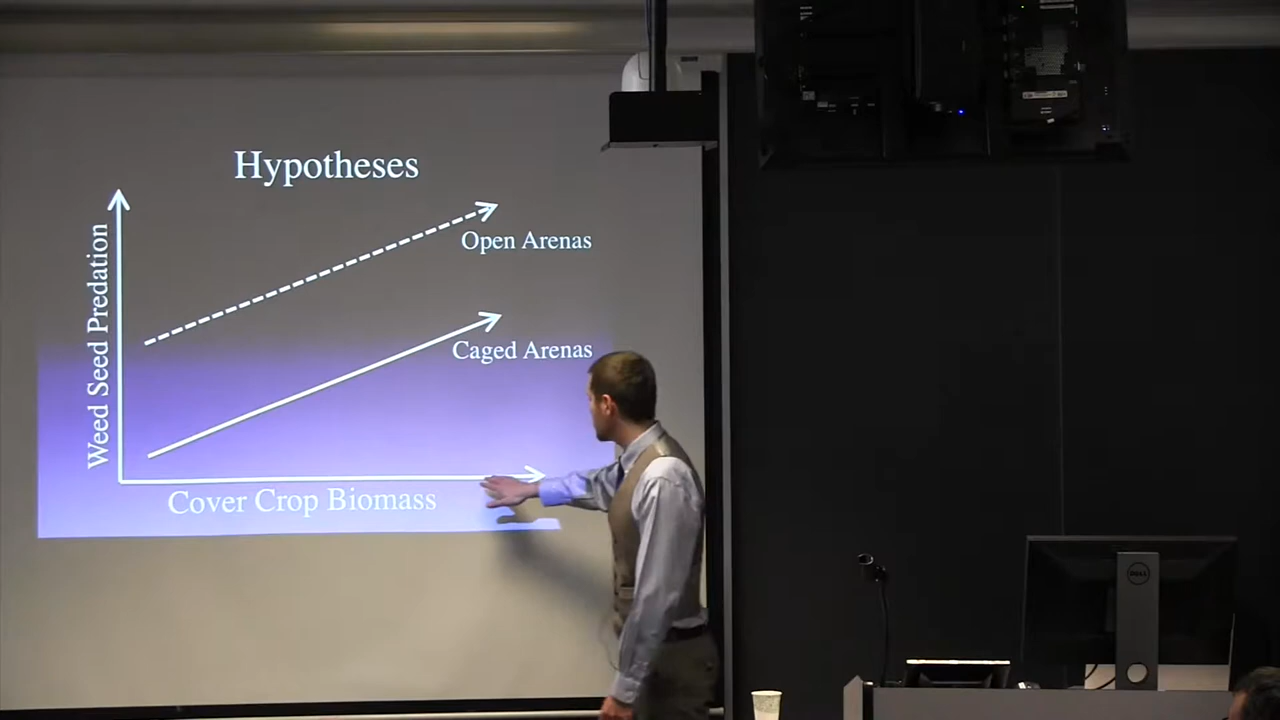 Hypotheses
Weed Seed Predation
Open Arenas
Caged Arenas
Cover Crop Biomass
DELL